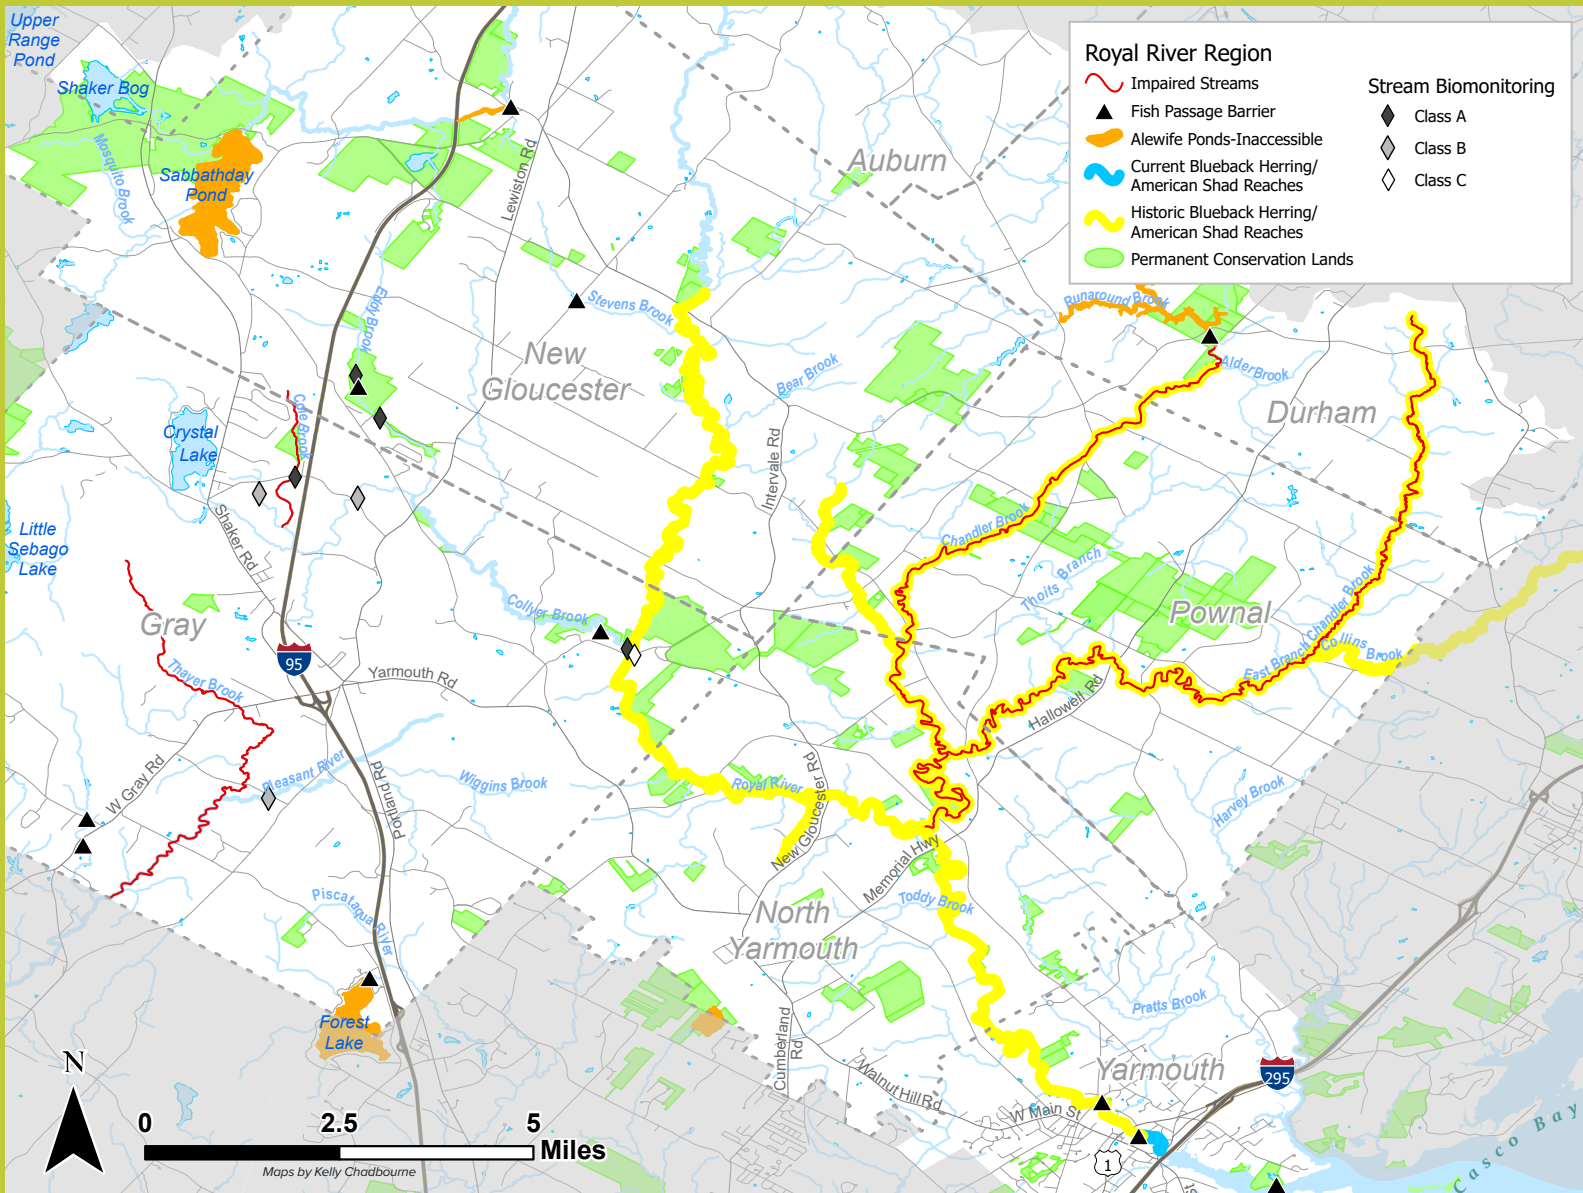 Upper
Range
Pond
Shaker Bog
Mosquito Brook
Sabbathday
Pond
Lewiston Rd
Auburn
Royal River Region
Impaired Streams
Fish Passage Barrier
Alewife Ponds-Inaccessible
Current Blueback Herring/
American Shad Reaches
Historic Blueback Herring/
American Shad Reaches
Permanent Conservation Lands
Stream Biomonitoring
Class A
Class B
Class C
Eddy Brook
Stevens Brook
Runaround Brook
New
Gloucester
Bear Brook
Alder Brook
Durham
Cole Brook
Crystal
Lake
Intervale Rd
Shaker Rd
Chandler Brook
Little
Sebago
Lake
Thoits Branch
Collyer Brook
Pownal
East Branch Chandler Brook
Collins Brook
Gray
95
Yarmouth Rd
Thayer Brook
Hallowell Rd
W Gray Rd
Pleasant River
Portland Rd
Wiggins Brook
Royal River
New Gloucester Rd
Harvey Brook
Memorial Hwy
Toddy Brook
Piscataqua River
North
Yarmouth
Pratts Brook
Forest
Lake
Cumberland
Rd
Walnut Hill Rd
Yarmouth
295
W Main St
1
Casco Bay
N
0
2.5
5
Miles
Maps by Kelly Chadbourne